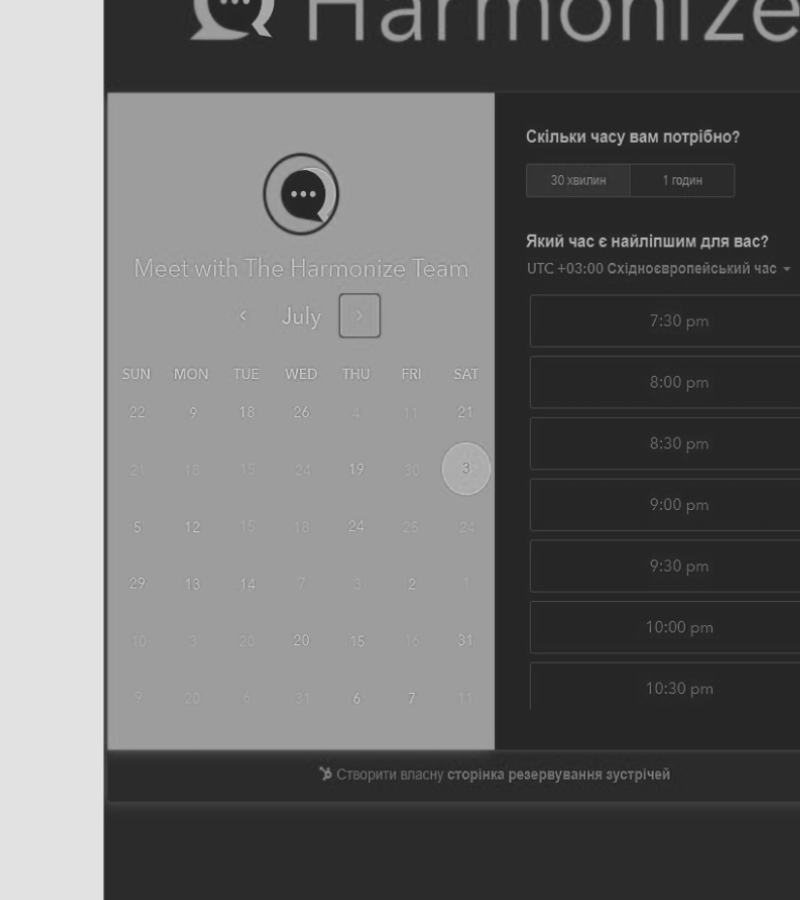 Harmonize
Meet with The Harmonize Team
July
SUN MON TUE WED THU FRI SAT
22 9 18 26 4 11 21
21 18 15 24 19 30 3
5 12 15 18 24 25 24
29 13 14 7 3 2 1
10 3 20 20 15 16 31
9 20 6 31 6 7 11
Скільки часу вам потрібно?
30 хвилин 1 годин
Який час є найліпшим для вас?
UTC +03:00 Східноєвропейський час
7:30 pm
8:00 pm
8:30 pm
9:00 pm
9:30 pm
10:00 pm
10:30 pm
Створити власну сторінка резервування зустрічей